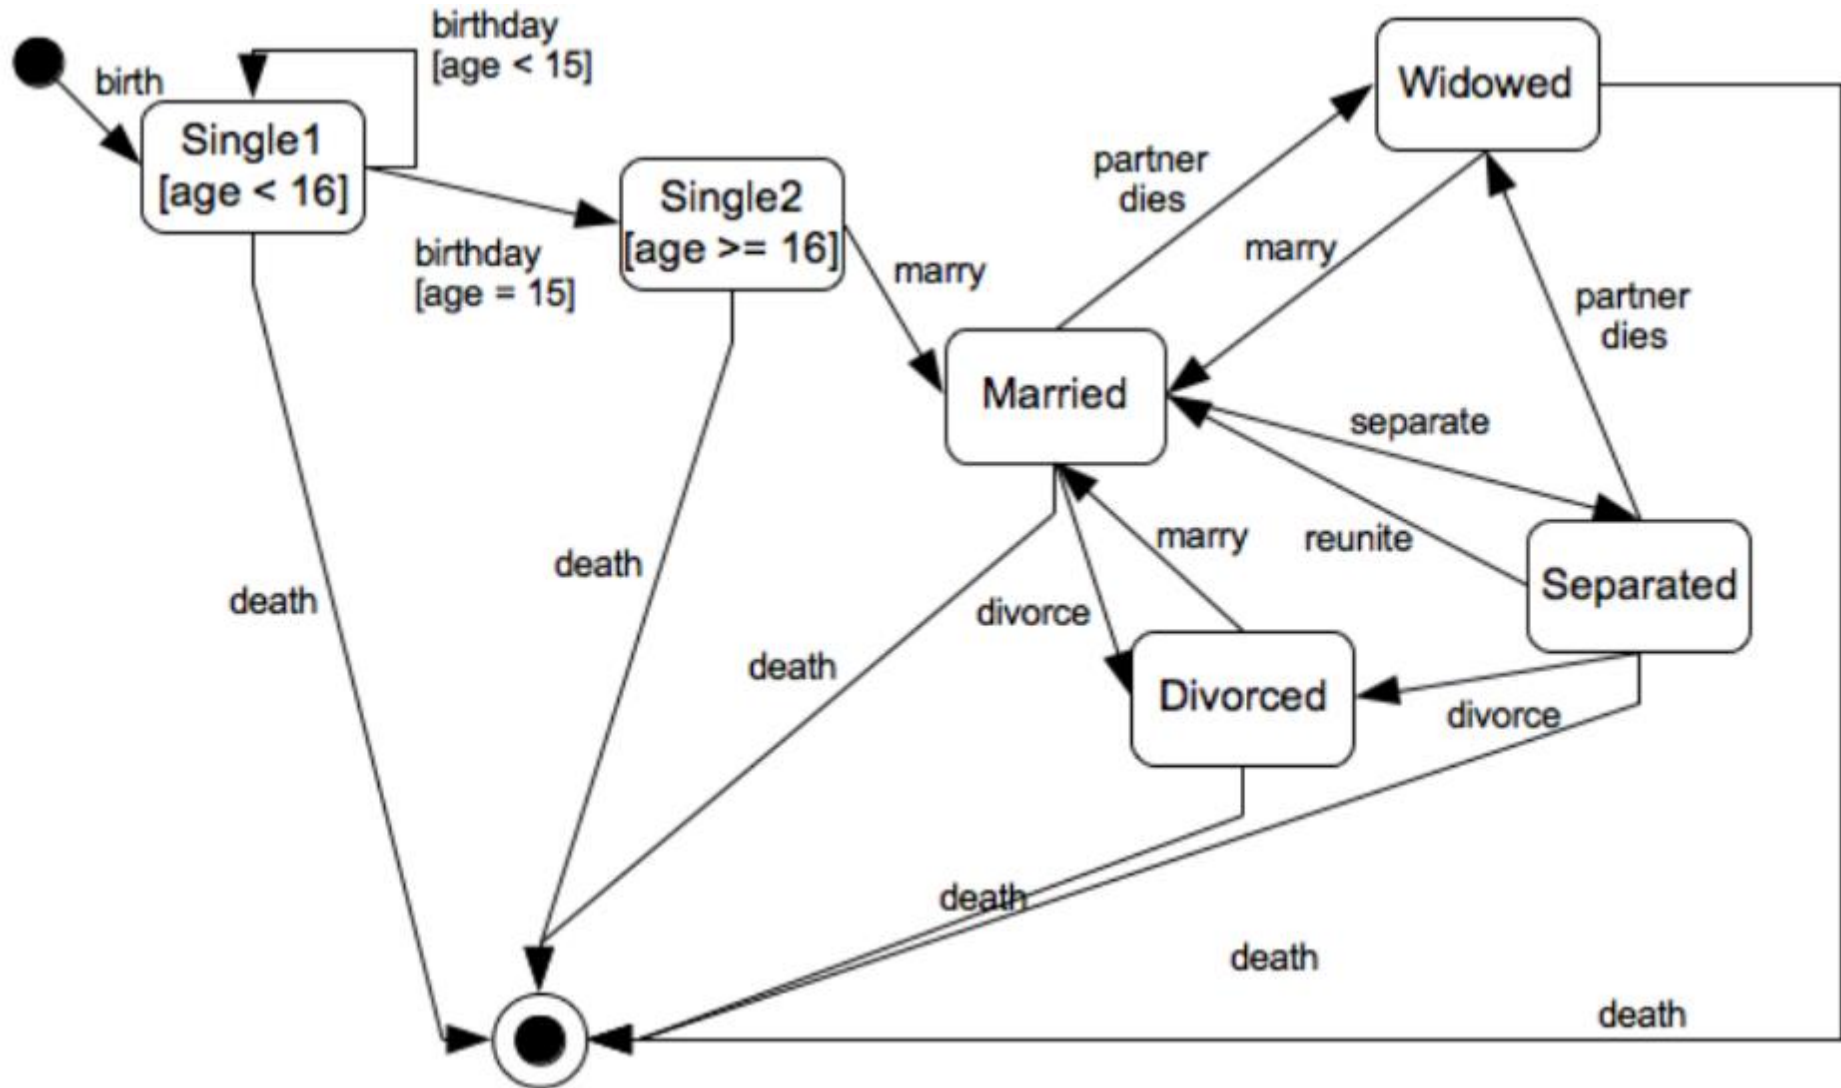 birthday
[age < 15]
birth
Single1
[age < 16]
Widowed
Single2
[age >= 16]
partner
dies
birthday
[age = 15]
marry
marry
partner
dies
Married
separate
death
death
marry
reunite
Separated
divorce
death
Divorced
divorce
death
death
death